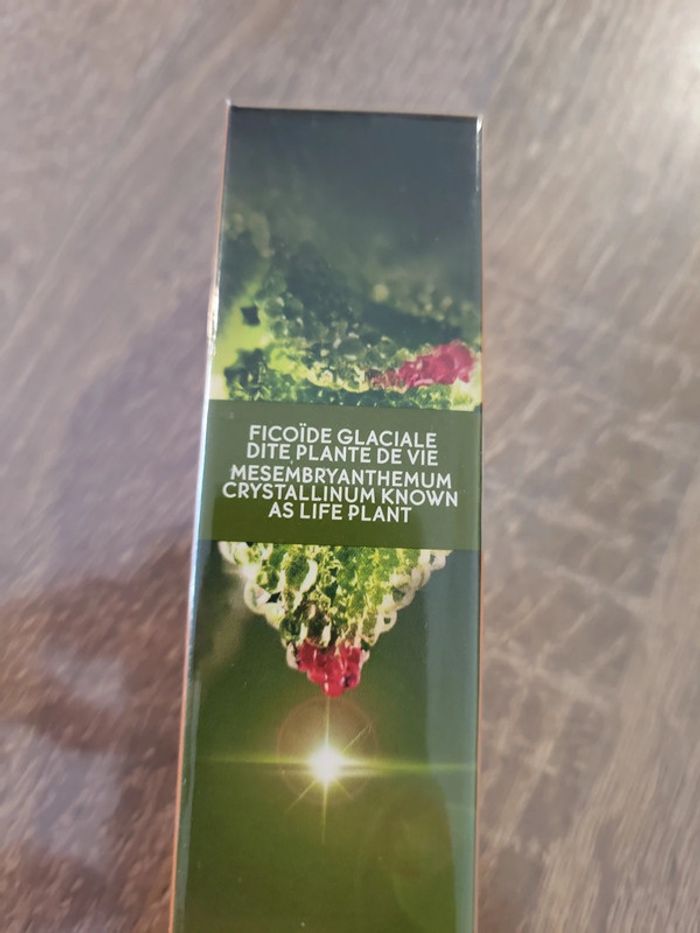 FICOÏDE GLACIALE
DITE PLANTE DE VIE
MESEMBRYANTHEMUM
CRYSTALLINUM KNOWN
AS LIFE PLANT